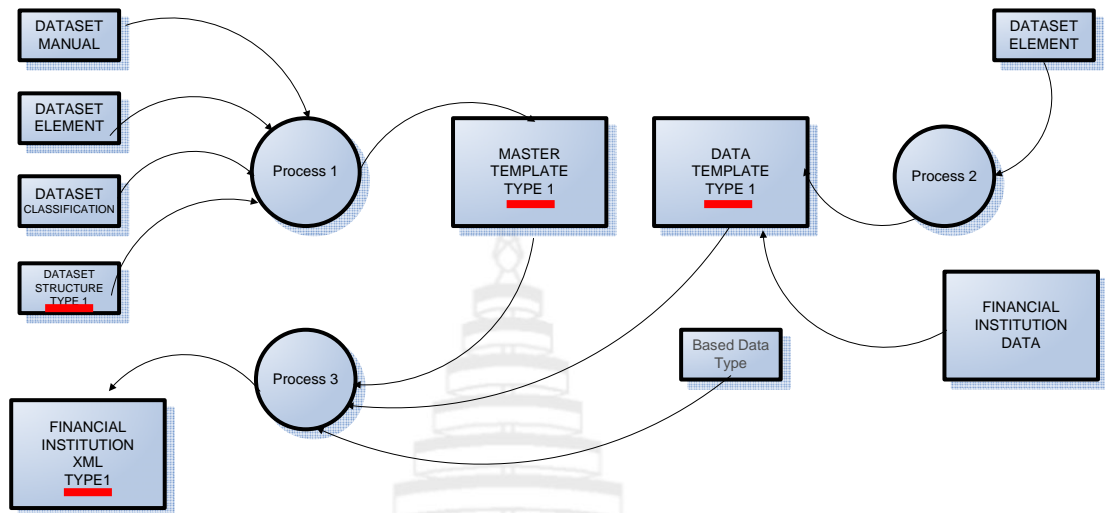 DATASET
MANUAL
DATASET
ELEMENT
DATASET
CLASSIFICATION
DATASET
STRUCTURE
TYPE 1
Process 1
MASTER
TEMPLATE
TYPE 1
DATA
TEMPLATE
TYPE 1
Process 2
DATASET
ELEMENT
FINANCIAL
INSTITUTION
DATA
Based Data
Type
Process 3
FINANCIAL
INSTITUTION
XML
TYPE1